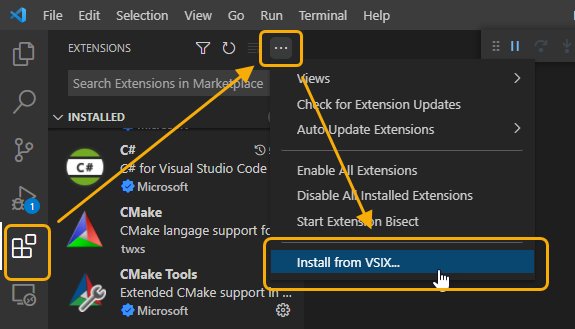 File Edit Selection View Go Run Terminal Help
EXTENSIONS
Search Extensions in Marketplace
INSTALLED
Microsoft
C#
C# for Visual Studio Code
Microsoft
CMake
CMake langage support fo
twxs
CMake Tools
Extended CMake support in ...
Microsoft
1
Views
Check for Extension Updates
Auto Update Extensions
Enable All Extensions
Disable All Installed Extensions
Start Extension Bisect
Install from VSIX...